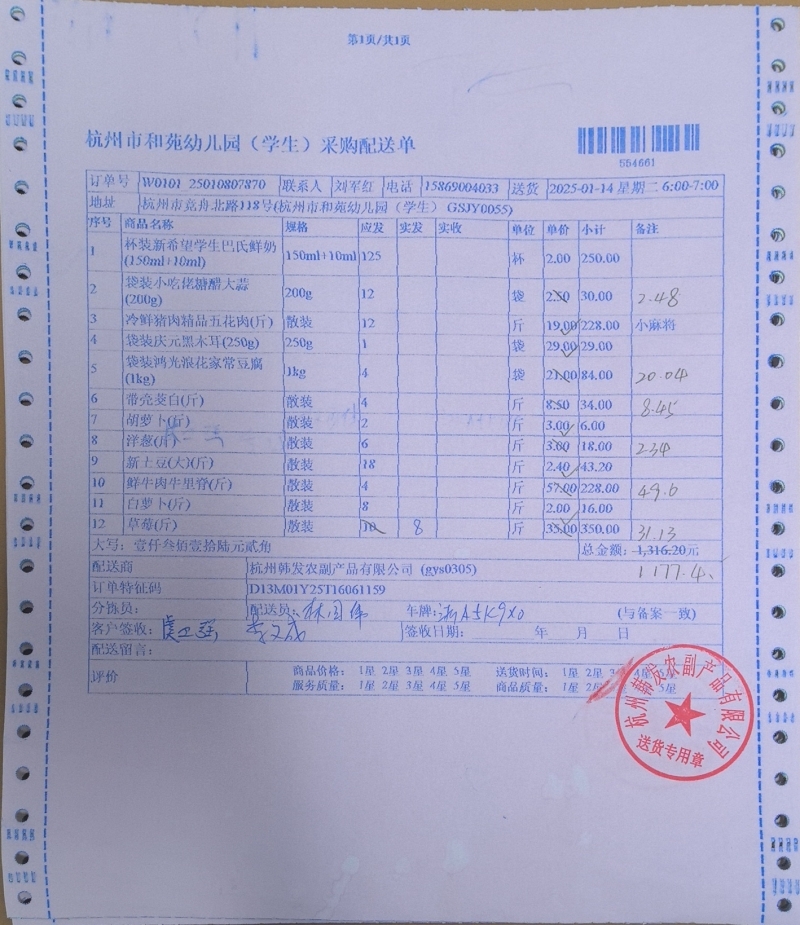 第1页/共1页
杭州市和苑幼儿园（学生）采购配送单
554661
订单号 W0101 25010807870 联系人 刘军红 电话 15869004033 送货 2025-01-14 星期二 6:00-7:00
地址 杭州市竞舟北路118号(杭州市和苑幼儿园（学生）GSJY0055)
序号 商品名称 规格 应发 实发 实收 单位 单价 小计 备注
1 杯装新希望学生巴氏鲜奶(150ml+10ml) 150ml+10ml 125 杯 2.00 250.00
2 袋装小吃佬糖醋大蒜(200g) 200g 12 袋 2.50 30.00 2.48
3 冷鲜猪肉精品五花肉(斤) 散装 12 斤 19.00 228.00 小麻将
4 袋装庆元黑木耳(250g) 250g 1 袋 29.00 29.00
5 袋装鸿光浪花家常豆腐(1kg) 1kg 4 袋 21.00 84.00 20.04
6 带壳茭白(斤) 散装 4 斤 8.50 34.00 8.45
7 胡萝卜(斤) 散装 2 斤 3.00 6.00
8 洋葱(斤) 散装 6 斤 3.00 18.00 2.34
9 新土豆(大)(斤) 散装 18 斤 2.40 43.20
10 鲜牛肉牛里脊(斤) 散装 4 斤 57.00 228.00 49.6
11 白萝卜(斤) 散装 8 斤 2.00 16.00
12 草莓(斤) 散装 10 8 斤 35.00 350.00 31.13
大写：壹仟叁佰壹拾陆元贰角 总金额：1,316.20元
配送商 杭州韩发农副产品有限公司 (gys0305) 1177.4
订单特征码 D13M01Y25T16061159
分拣员： 配送员：林国伟 车牌：浙A5K9X0 (与备案一致)
客户签收： 签收日期： 年 月 日
配送留言：
评价 商品价格： 1星 2星 3星 4星 5星 送货时间： 1星 2星 3星 4星 5星
服务质量： 1星 2星 3星 4星 5星 商品质量： 1星 2星 5星
杭州韩发农副产品有限公司
送货专用章